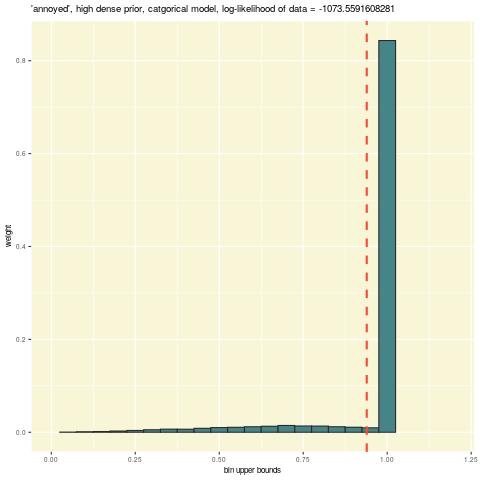 'annoyed', high dense prior, catgorical model, log-likelihood of data = -1073.5591608281
0.8
0.6
0.4
0.2
0.0
weight
0.00 0.25 0.50 0.75 1.00 1.25
bin upper bounds